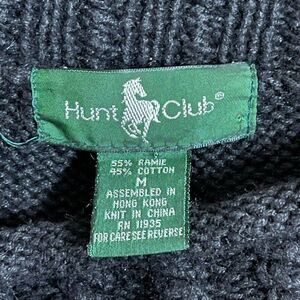 Hunt Club®
55% RAMIE
45% COTTON
M
ASSEMBLED IN
HONG KONG
KNIT IN CHINA
RN 11935
FOR CARE SEE REVERSE